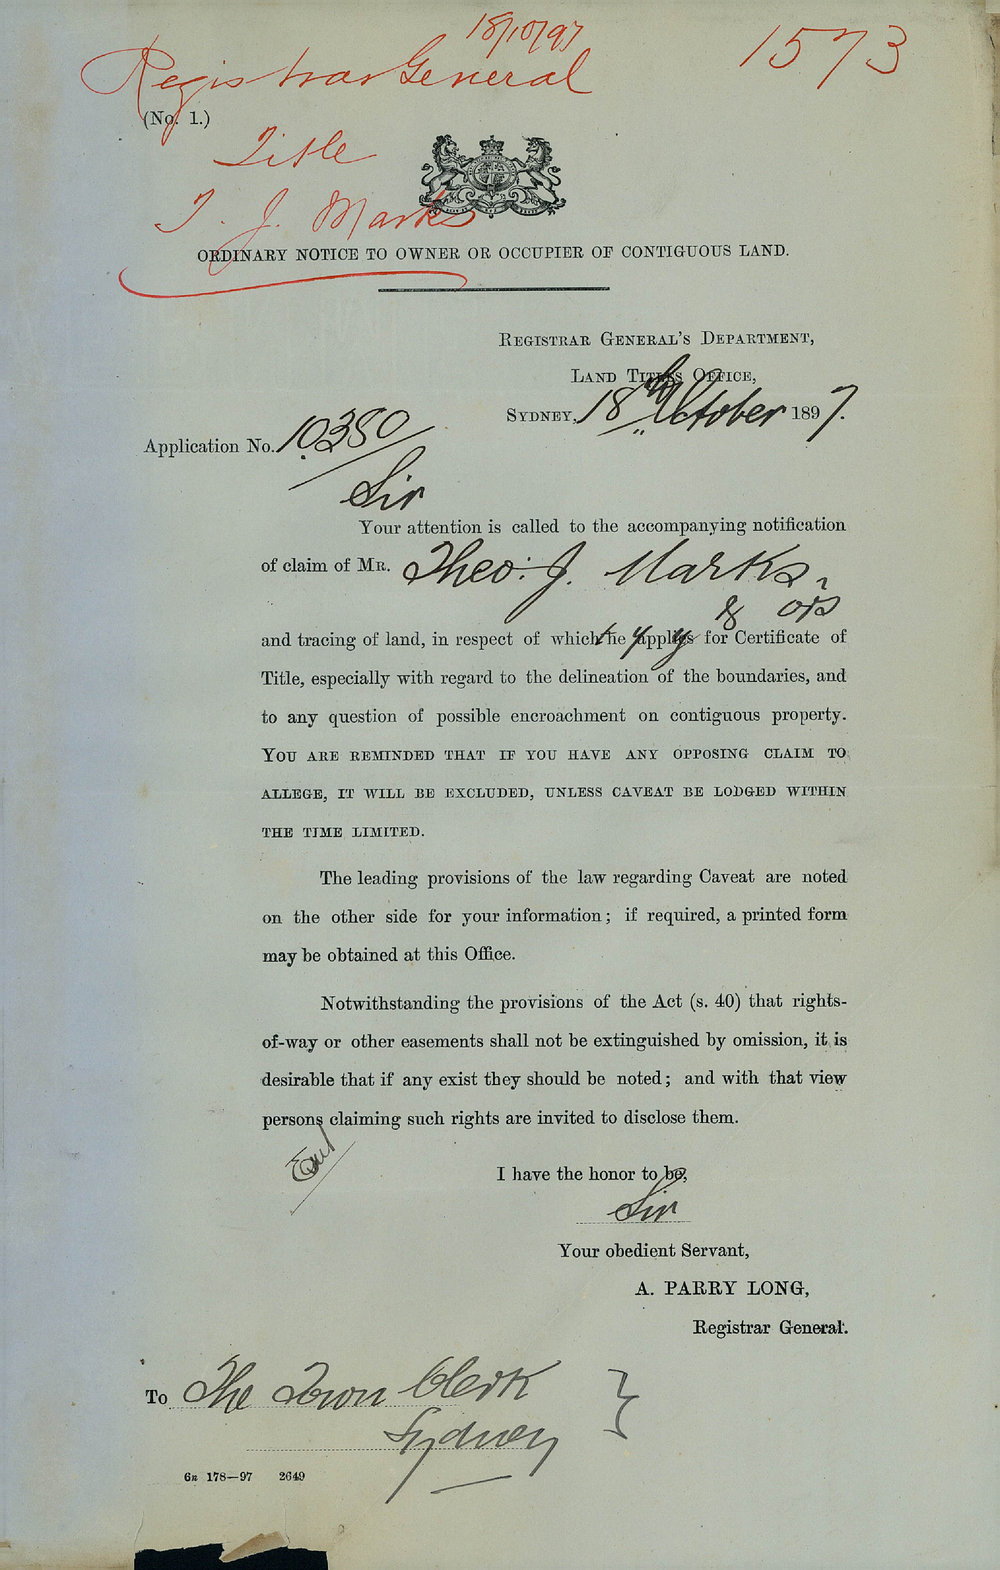 18/10/97
1573
Registrar General
(No. 1.)
Title
T. J. Marks
ORDINARY NOTICE TO OWNER OR OCCUPIER OF CONTIGUOUS LAND.
REGISTRAR GENERAL'S DEPARTMENT,
LAND TITLES OFFICE,
SYDNEY, 18th October 1897.
Application No. 10380
Sir
Your attention is called to the accompanying notification
of claim of MR. Theo: J. Marks
& ors
and tracing of land, in respect of which they apply for Certificate of
Title, especially with regard to the delineation of the boundaries, and
to any question of possible encroachment on contiguous property.
YOU ARE REMINDED THAT IF YOU HAVE ANY OPPOSING CLAIM TO
ALLEGE, IT WILL BE EXCLUDED, UNLESS CAVEAT BE LODGED WITHIN
THE TIME LIMITED.
The leading provisions of the law regarding Caveat are noted
on the other side for your information; if required, a printed form
may be obtained at this Office.
Notwithstanding the provisions of the Act (s. 40) that rights-
of-way or other easements shall not be extinguished by omission, it is
desirable that if any exist they should be noted; and with that view
persons claiming such rights are invited to disclose them.
I have the honor to be,
Sir
Your obedient Servant,
A. PARRY LONG,
Registrar General.
To The Town Clerk
Sydney
6R 178—97 2649